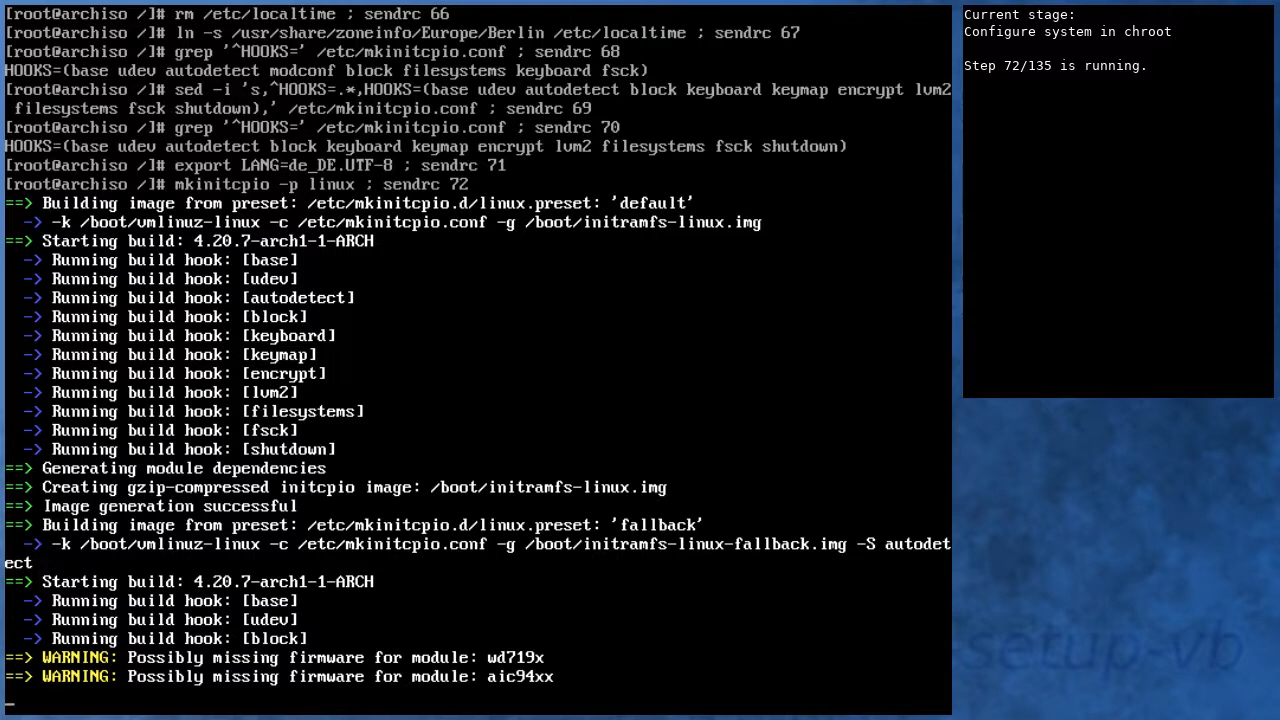 [root@archiso /]# rm /etc/localtime ; sendrc 66
[root@archiso /]# ln -s /usr/share/zoneinfo/Europe/Berlin /etc/localtime ; sendrc 67
[root@archiso /]# grep '^HOOKS=' /etc/mkinitcpio.conf ; sendrc 68
HOOKS=(base udev autodetect modconf block filesystems keyboard fsck)
[root@archiso /]# sed -i 's,^HOOKS=.*,HOOKS=(base udev autodetect block keyboard keymap encrypt lvm2
 filesystems fsck shutdown),' /etc/mkinitcpio.conf ; sendrc 69
[root@archiso /]# grep '^HOOKS=' /etc/mkinitcpio.conf ; sendrc 70
HOOKS=(base udev autodetect block keyboard keymap encrypt lvm2 filesystems fsck shutdown)
[root@archiso /]# export LANG=de_DE.UTF-8 ; sendrc 71
[root@archiso /]# mkinitcpio -p linux ; sendrc 72
==> Building image from preset: /etc/mkinitcpio.d/linux.preset: 'default'
  -> -k /boot/vmlinuz-linux -c /etc/mkinitcpio.conf -g /boot/initramfs-linux.img
==> Starting build: 4.20.7-arch1-1-ARCH
  -> Running build hook: [base]
  -> Running build hook: [udev]
  -> Running build hook: [autodetect]
  -> Running build hook: [block]
  -> Running build hook: [keyboard]
  -> Running build hook: [keymap]
  -> Running build hook: [encrypt]
  -> Running build hook: [lvm2]
  -> Running build hook: [filesystems]
  -> Running build hook: [fsck]
  -> Running build hook: [shutdown]
==> Generating module dependencies
==> Creating gzip-compressed initcpio image: /boot/initramfs-linux.img
==> Image generation successful
==> Building image from preset: /etc/mkinitcpio.d/linux.preset: 'fallback'
  -> -k /boot/vmlinuz-linux -c /etc/mkinitcpio.conf -g /boot/initramfs-linux-fallback.img -S autodet
ect
==> Starting build: 4.20.7-arch1-1-ARCH
  -> Running build hook: [base]
  -> Running build hook: [udev]
  -> Running build hook: [block]
==> WARNING: Possibly missing firmware for module: wd719x
==> WARNING: Possibly missing firmware for module: aic94xx
Current stage:
Configure system in chroot
Step 72/135 is running.
-setup-vb